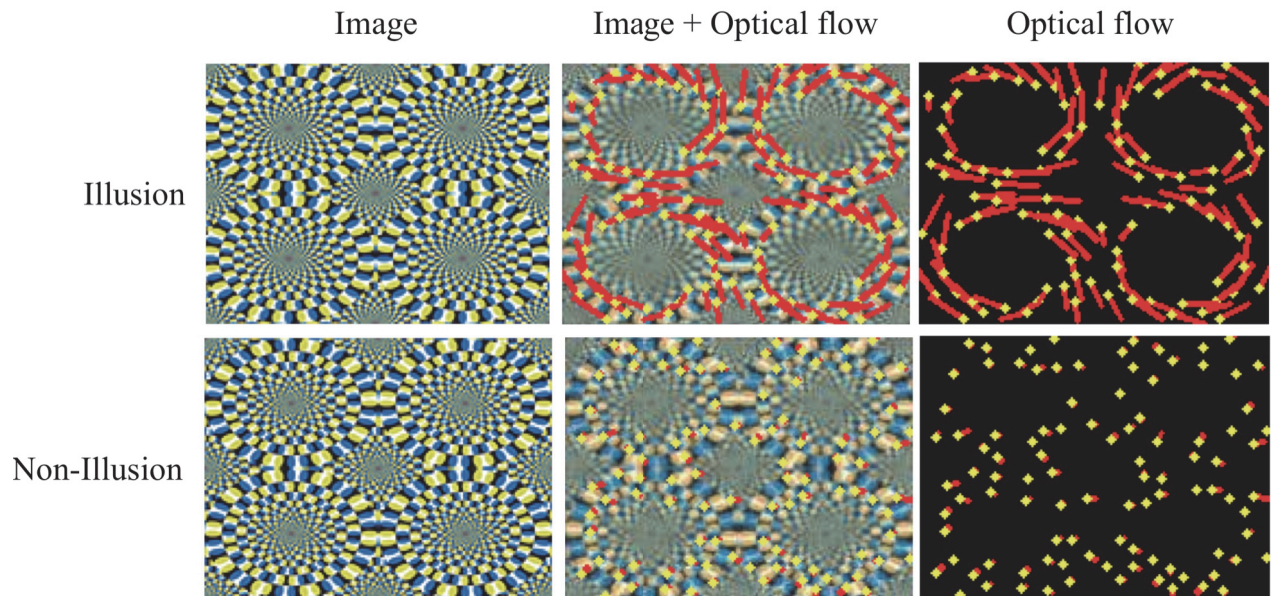 Image
Image + Optical flow
Optical flow
Illusion
Non-Illusion